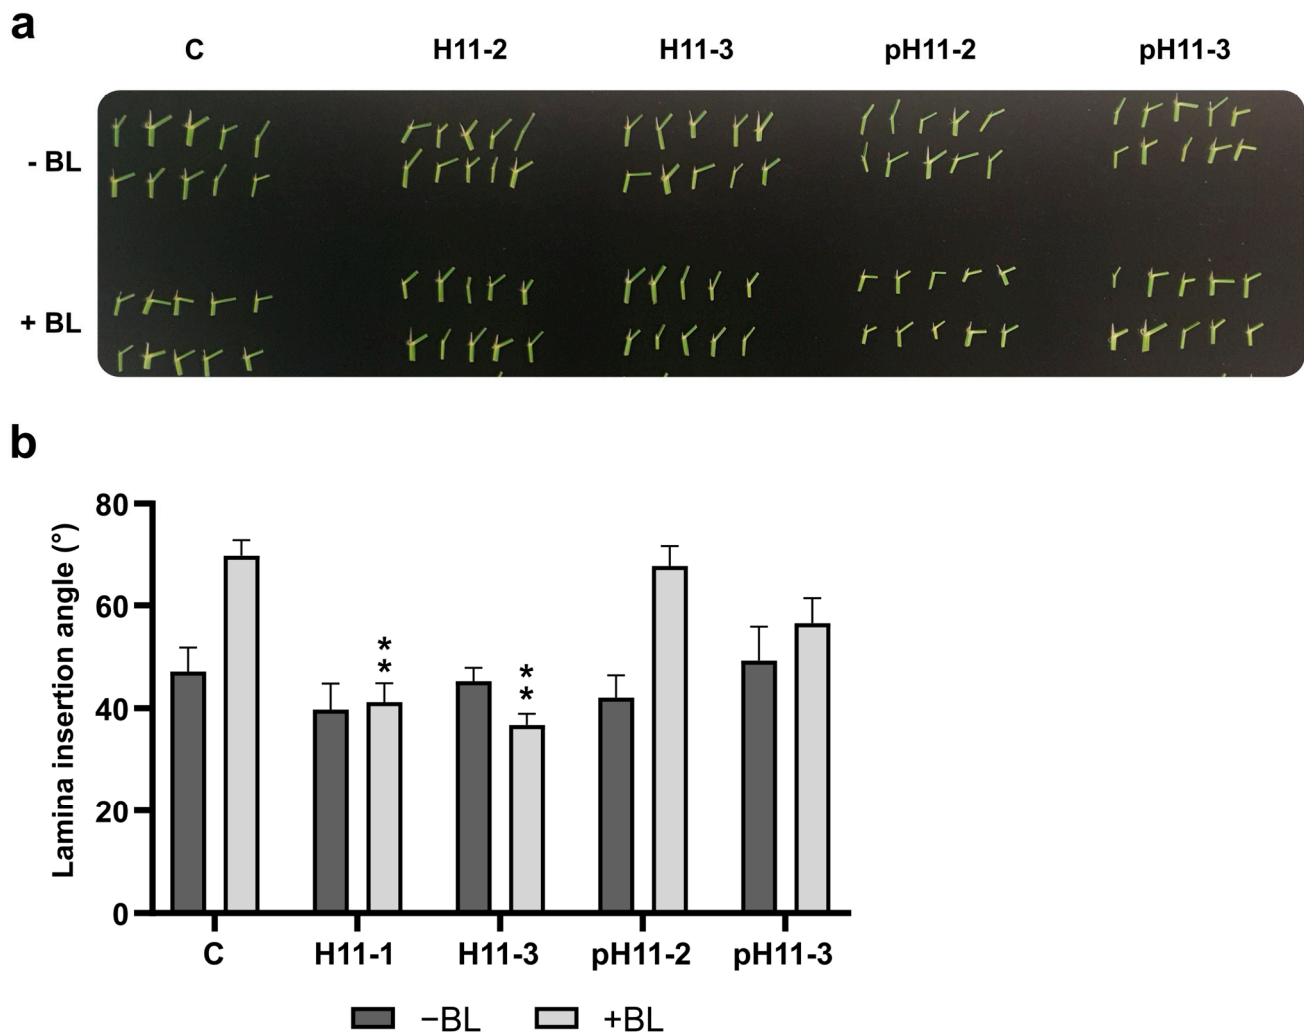 a
C H11-2 H11-3 pH11-2 pH11-3
- BL
+ BL
b
Lamina insertion angle (°)
80
60
40
20
0
** **
C H11-1 H11-3 pH11-2 pH11-3
−BL +BL